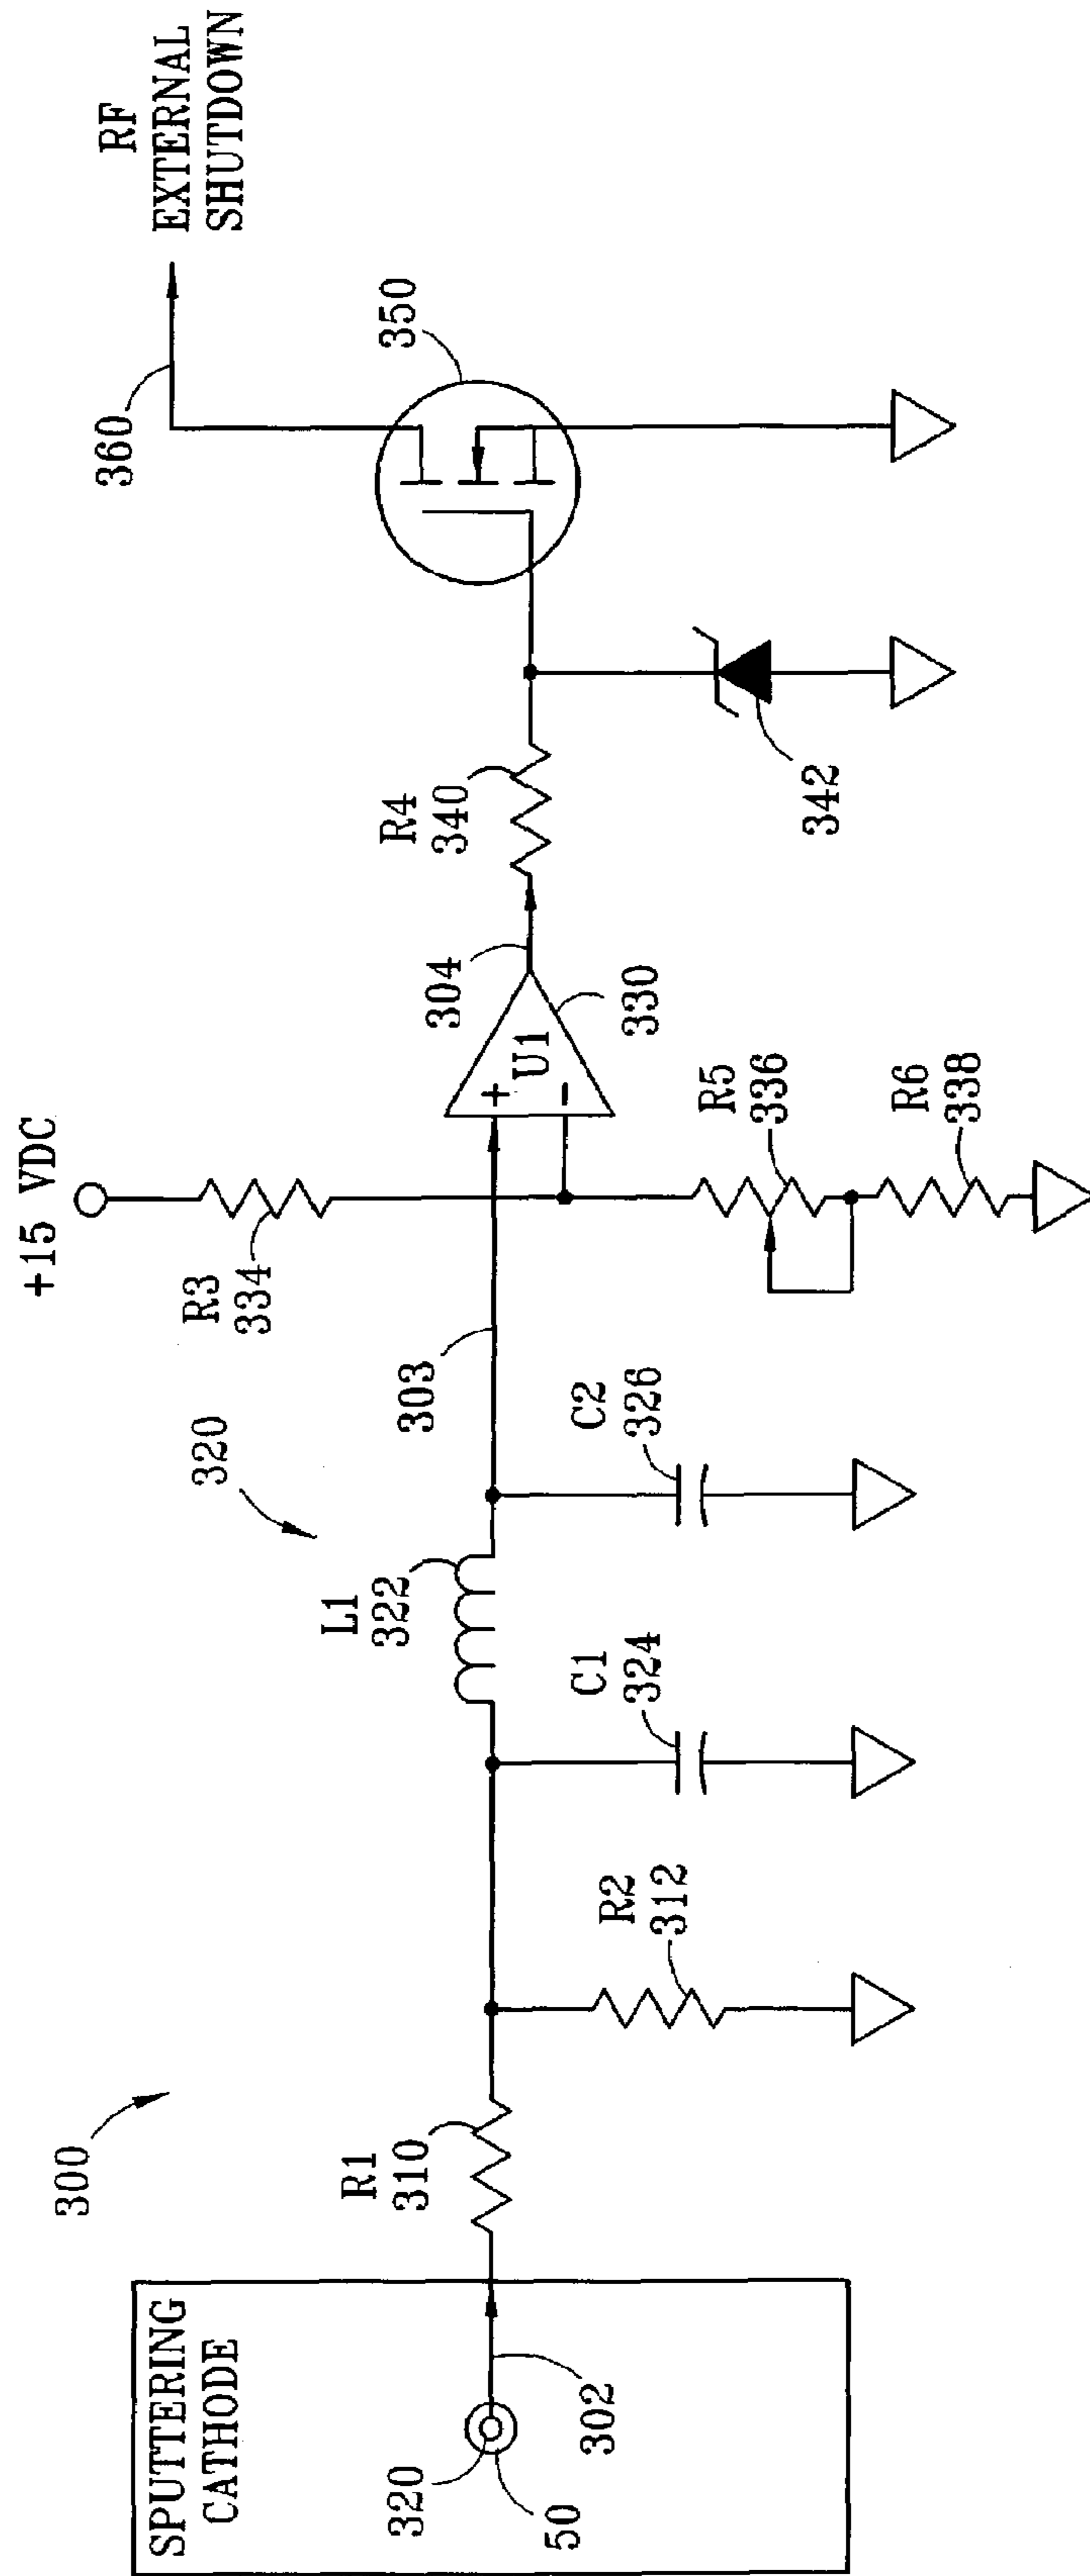 300
SPUTTERING
CATHODE
320
50
302
R1
310
R2
312
L1
322
320
C1
324
C2
326
303
+15 VDC
R3
334
U1
+
-
330
304
R5
336
R6
338
R4
340
342
350
360
RF
EXTERNAL
SHUTDOWN